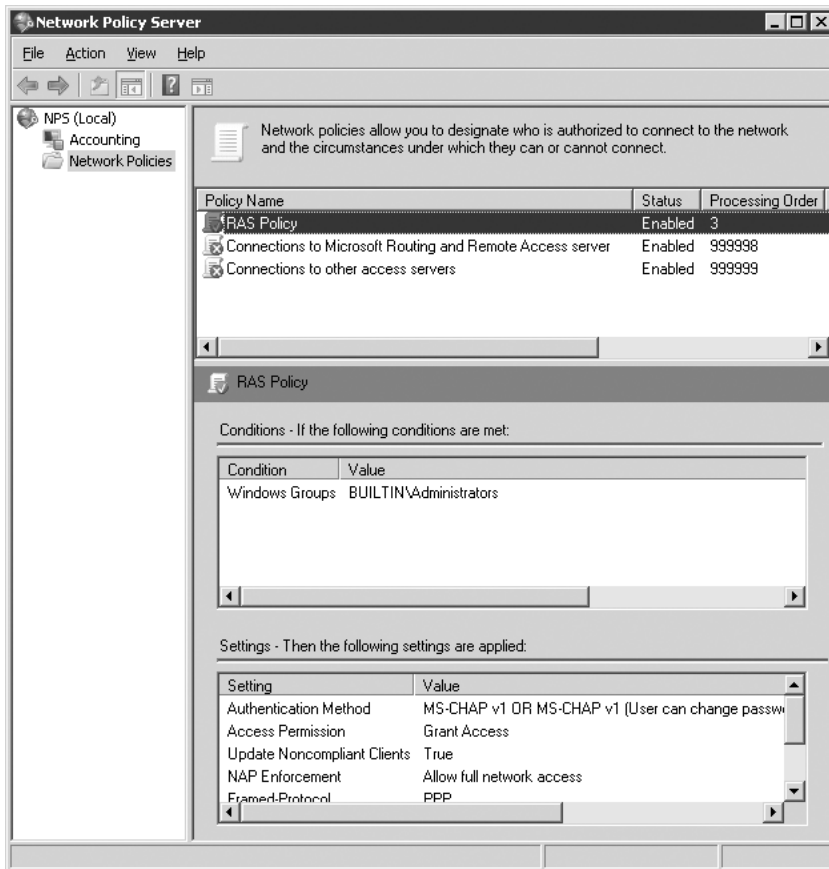 Network Policy Server
File Action View Help
NPS (Local)
Accounting
Network Policies
Network policies allow you to designate who is authorized to connect to the network
and the circumstances under which they can or cannot connect.
Policy Name Status Processing Order
RAS Policy Enabled 3
Connections to Microsoft Routing and Remote Access server Enabled 999998
Connections to other access servers Enabled 999999
RAS Policy
Conditions - If the following conditions are met:
Condition Value
Windows Groups BUILTIN\Administrators
Settings - Then the following settings are applied:
Setting Value
Authentication Method MS-CHAP v1 OR MS-CHAP v1 (User can change passw
Access Permission Grant Access
Update Noncompliant Clients True
NAP Enforcement Allow full network access
Framed-Protocol PPP